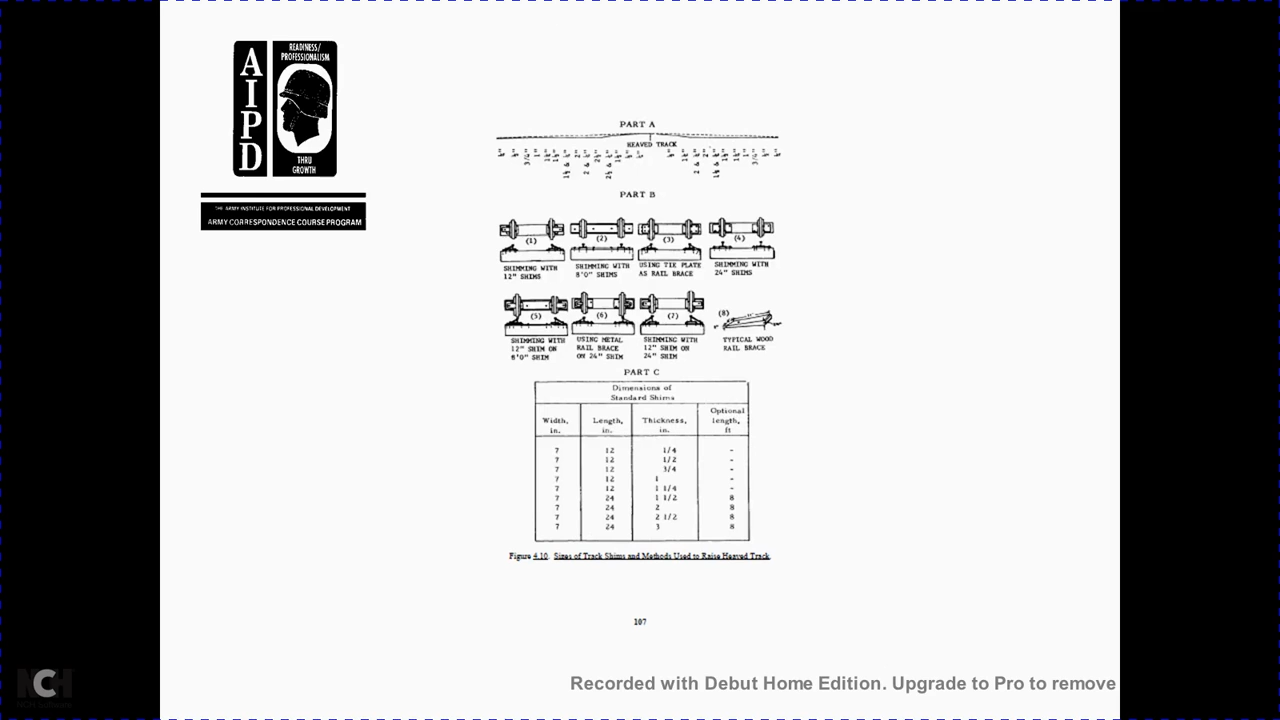 AIPD
READINESS/
PROFESSIONALISM
THRU
GROWTH
THE ARMY INSTITUTE FOR PROFESSIONAL DEVELOPMENT
ARMY CORRESPONDENCE COURSE PROGRAM
PART A
HEAVED TRACK
PART B
(1) (2) (3) (4)
SHIMMING WITH
12" SHIMS
SHIMMING WITH
8'0" SHIMS
USING TIE PLATE
AS RAIL BRACE
SHIMMING WITH
24" SHIMS
(5) (6) (7) (8)
SHIMMING WITH
12" SHIM ON
8'0" SHIM
USING METAL
RAIL BRACE
ON 24" SHIM
SHIMMING WITH
12" SHIM ON
24" SHIM
TYPICAL WOOD
RAIL BRACE
PART C
Dimensions of
Standard Shims
Width, in. Length, in. Thickness, in. Optional length, ft
7 12 1/4 -
7 12 1/2 -
7 12 3/4 -
7 12 1 -
7 12 1 1/4 -
7 24 1 1/2 8
7 24 2 8
7 24 2 1/2 8
7 24 3 8
Figure 4.10. Sizes of Track Shims and Methods Used to Raise Heaved Track.
107
NCH
Recorded with Debut Home Edition. Upgrade to Pro to remove